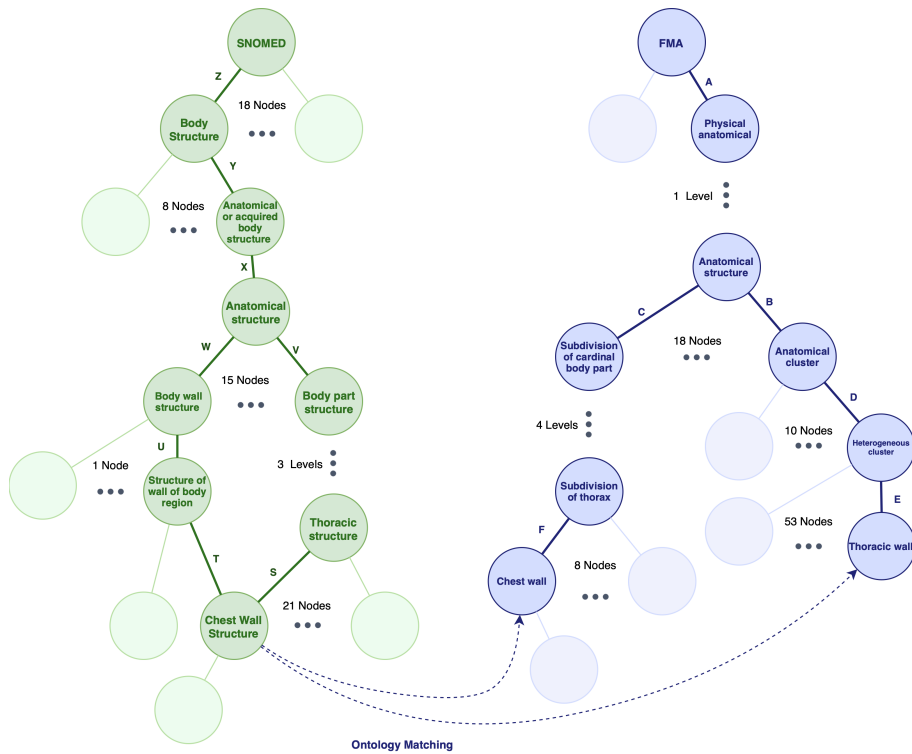 SNOMED
Z
18 Nodes
Body
Structure
Y
8 Nodes
Anatomical
or acquired
body
structure
X
Anatomical
structure
W
V
15 Nodes
Body wall
structure
Body part
structure
U
1 Node
3 Levels
Structure of
wall of body
region
Thoracic
structure
T
S
21 Nodes
Chest Wall
Structure
FMA
A
Physical
anatomical
1 Level
Anatomical
structure
C
B
18 Nodes
Subdivision
of cardinal
body part
Anatomical
cluster
D
4 Levels
10 Nodes
Heterogeneous
cluster
Subdivision
of thorax
E
F
53 Nodes
Thoracic wall
8 Nodes
Chest wall
Ontology Matching